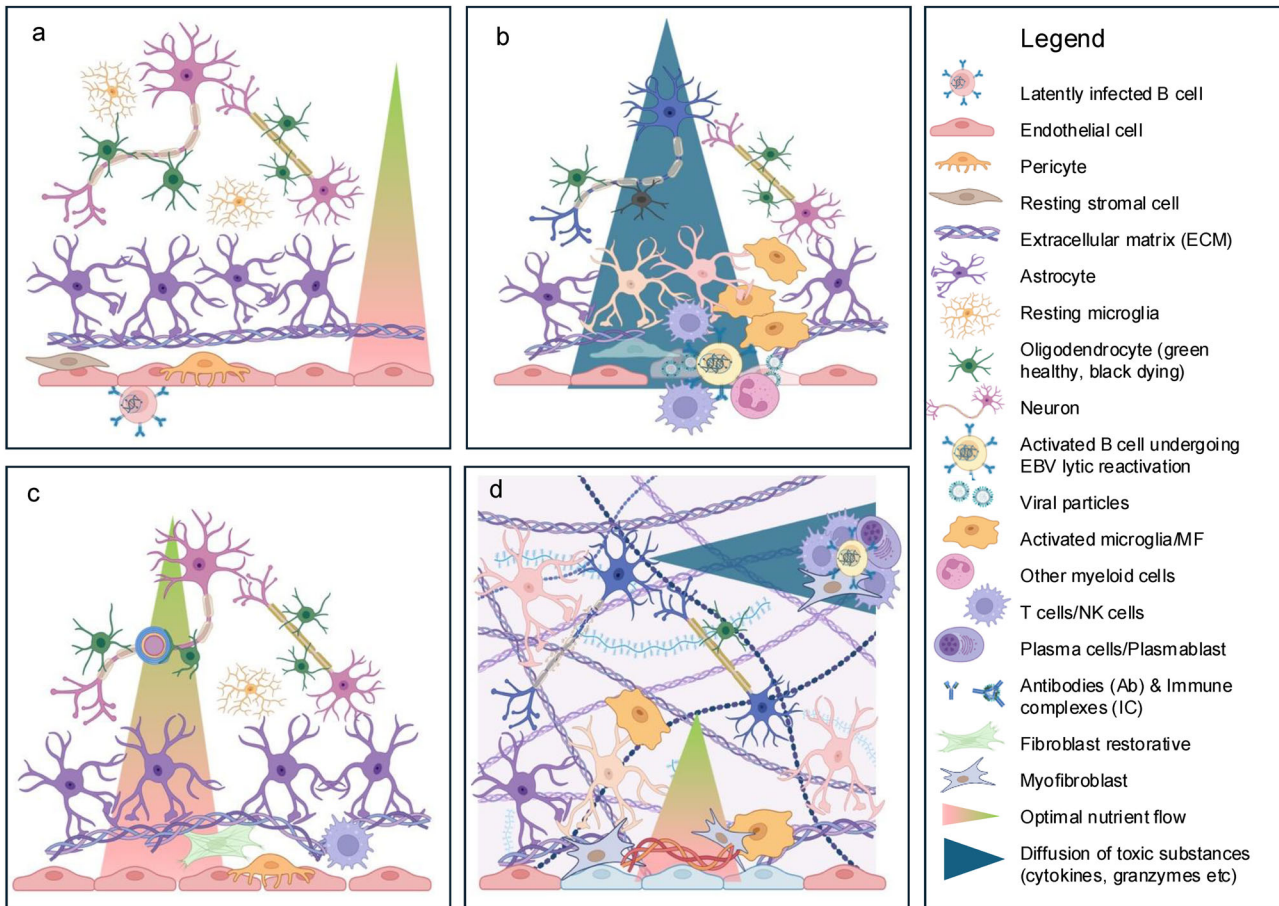 a
b
c
d
Legend
Latently infected B cell
Endothelial cell
Pericyte
Resting stromal cell
Extracellular matrix (ECM)
Astrocyte
Resting microglia
Oligodendrocyte (green
healthy, black dying)
Neuron
Activated B cell undergoing
EBV lytic reactivation
Viral particles
Activated microglia/MF
Other myeloid cells
T cells/NK cells
Plasma cells/Plasmablast
Antibodies (Ab) & Immune
complexes (IC)
Fibroblast restorative
Myofibroblast
Optimal nutrient flow
Diffusion of toxic substances
(cytokines, granzymes etc)